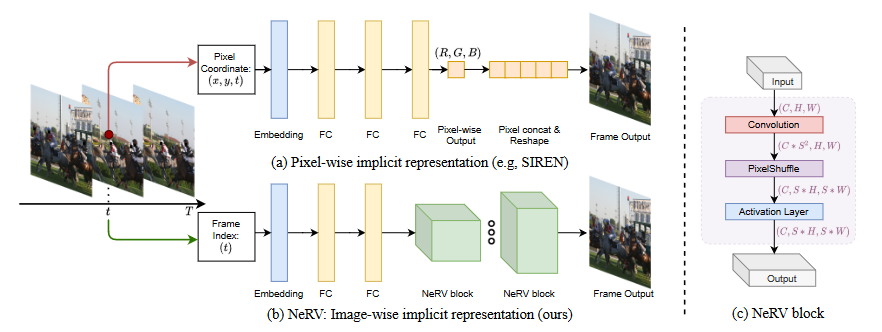 Pixel
Coordinate:
(x, y, t)
(R, G, B)
Embedding
FC
FC
FC
Pixel-wise
Output
Pixel concat &
Reshape
Frame Output
(a) Pixel-wise implicit representation (e.g, SIREN)
t
T
Frame
Index:
(t)
Embedding
FC
FC
NeRV block
NeRV block
Frame Output
(b) NeRV: Image-wise implicit representation (ours)
Input
(C, H, W)
Convolution
(C * S², H, W)
PixelShuffle
(C, S * H, S * W)
Activation Layer
(C, S * H, S * W)
Output
(c) NeRV block